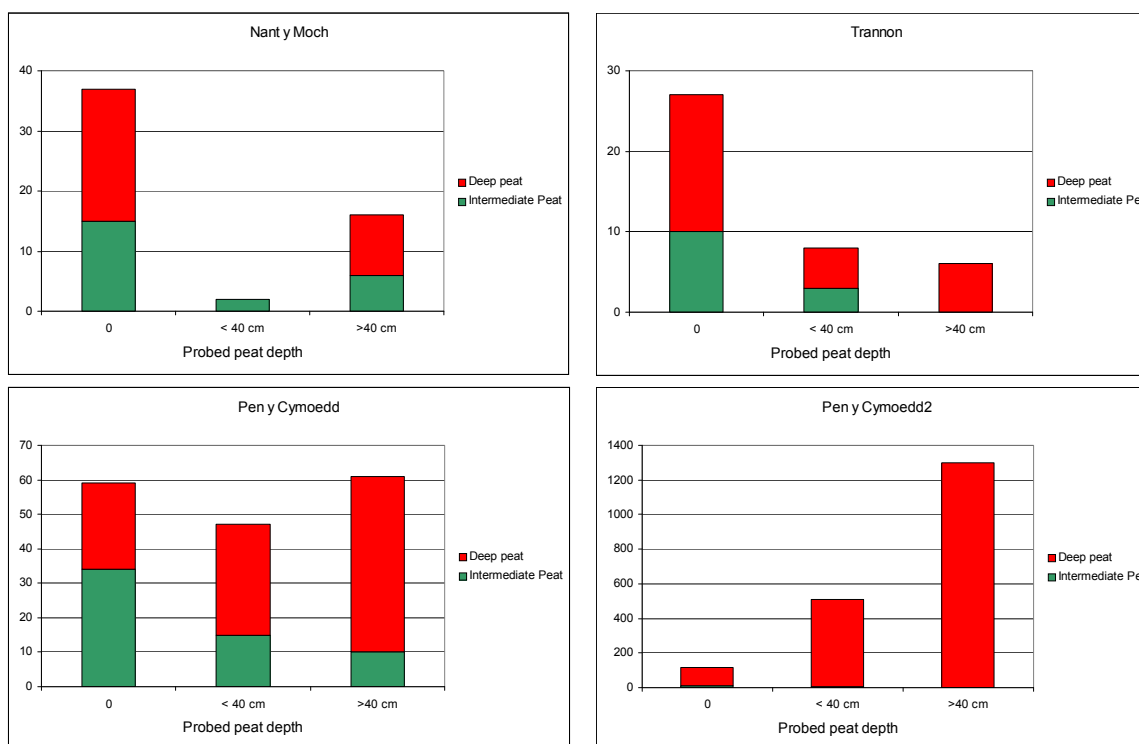 Nant y Moch
40
30
20
10
0
0 < 40 cm >40 cm
Probed peat depth
Deep peat
Intermediate Peat
Trannon
30
20
10
0
0 < 40 cm >40 cm
Probed peat depth
Deep peat
Intermediate Pe
Pen y Cymoedd
70
60
50
40
30
20
10
0
0 < 40 cm >40 cm
Probed peat depth
Deep peat
Intermediate Peat
Pen y Cymoedd2
1400
1200
1000
800
600
400
200
0
0 < 40 cm >40 cm
Probed peat depth
Deep peat
Intermediate Pe